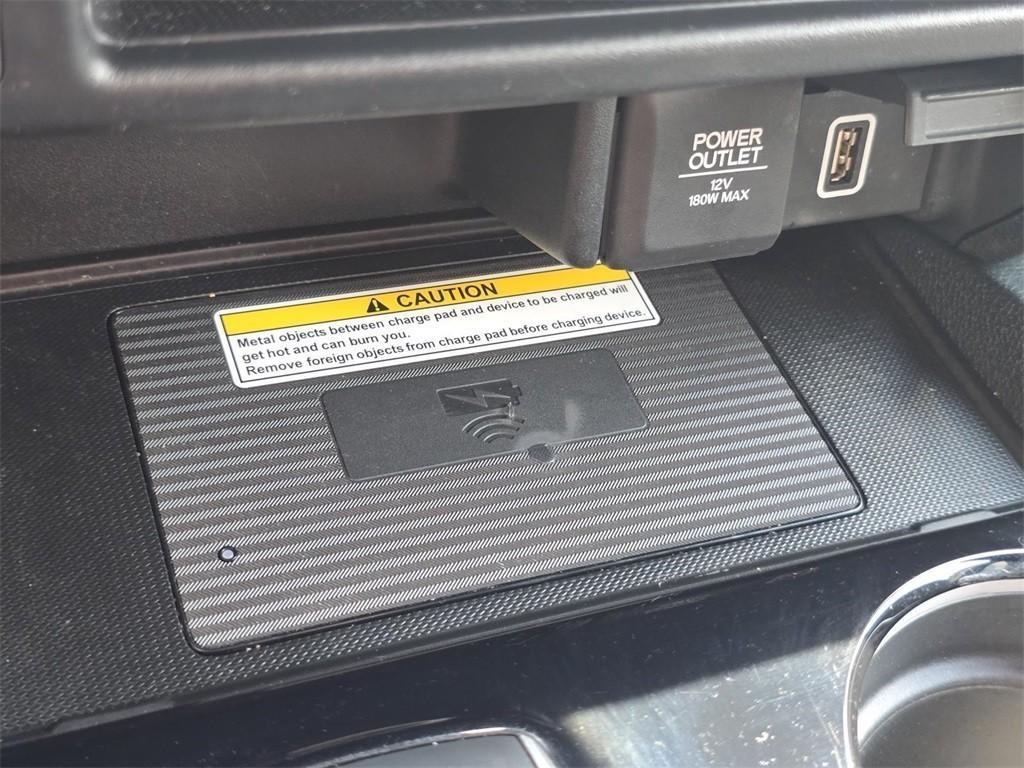 POWER
OUTLET
12V
180W MAX
CAUTION
Metal objects between charge pad and device to be charged will
get hot and can burn you.
Remove foreign objects from charge pad before charging device.